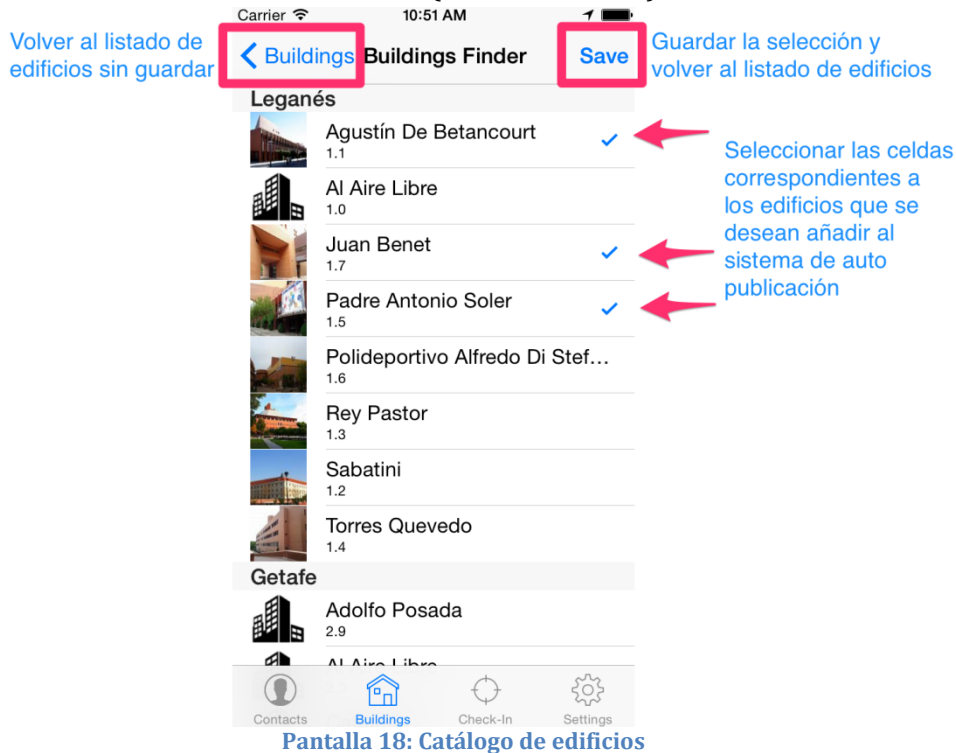 Carrier 10:51 AM
Volver al listado de
edificios sin guardar
Buildings Buildings Finder Save
Guardar la selección y
volver al listado de edificios
Leganés
Agustín De Betancourt
1.1
Al Aire Libre
1.0
Juan Benet
1.7
Padre Antonio Soler
1.5
Polideportivo Alfredo Di Stef...
1.6
Rey Pastor
1.3
Sabatini
1.2
Torres Quevedo
1.4
Seleccionar las celdas
correspondientes a
los edificios que se
desean añadir al
sistema de auto
publicación
Getafe
Adolfo Posada
2.9
Al Aire Libre
Contacts Buildings Check-In Settings
Pantalla 18: Catálogo de edificios